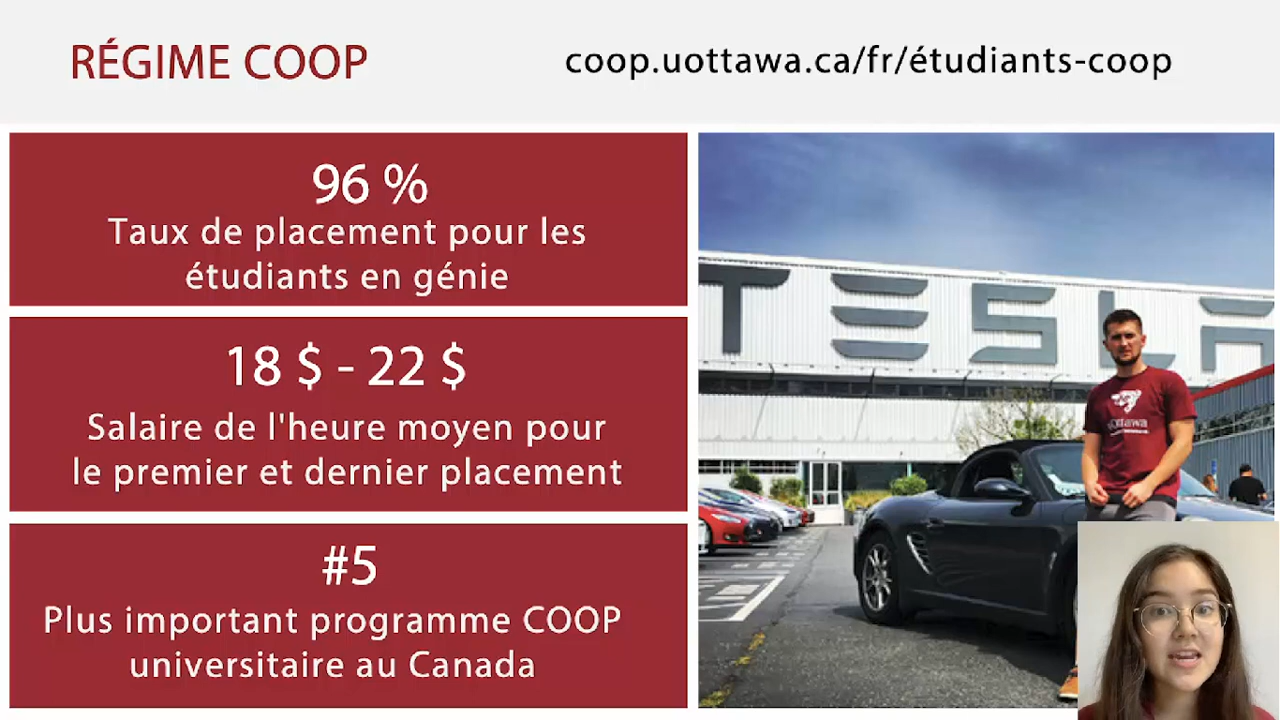 RÉGIME COOP
coop.uottawa.ca/fr/étudiants-coop
96 %
Taux de placement pour les
étudiants en génie
18 $ - 22 $
Salaire de l'heure moyen pour
le premier et dernier placement
#5
Plus important programme COOP
universitaire au Canada
TESLA
uOttawa